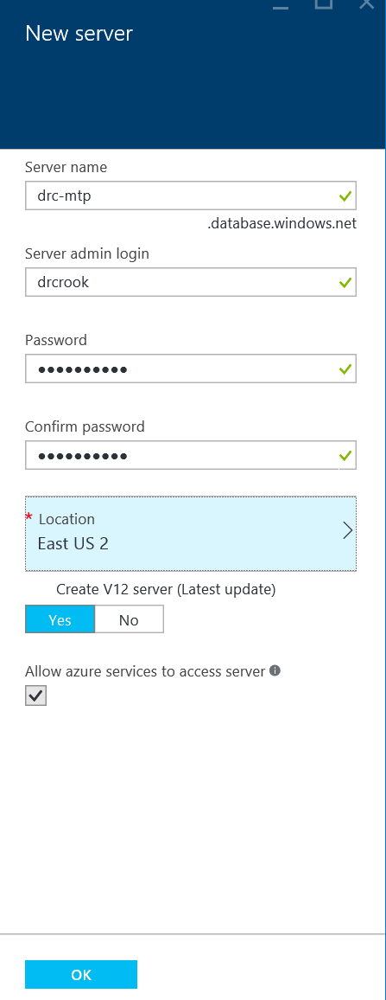 New server
Server name
drc-mtp
.database.windows.net
Server admin login
drcrook
Password
●●●●●●●●●●
Confirm password
●●●●●●●●●●
* Location
East US 2
Create V12 server (Latest update)
Yes No
Allow azure services to access server
OK